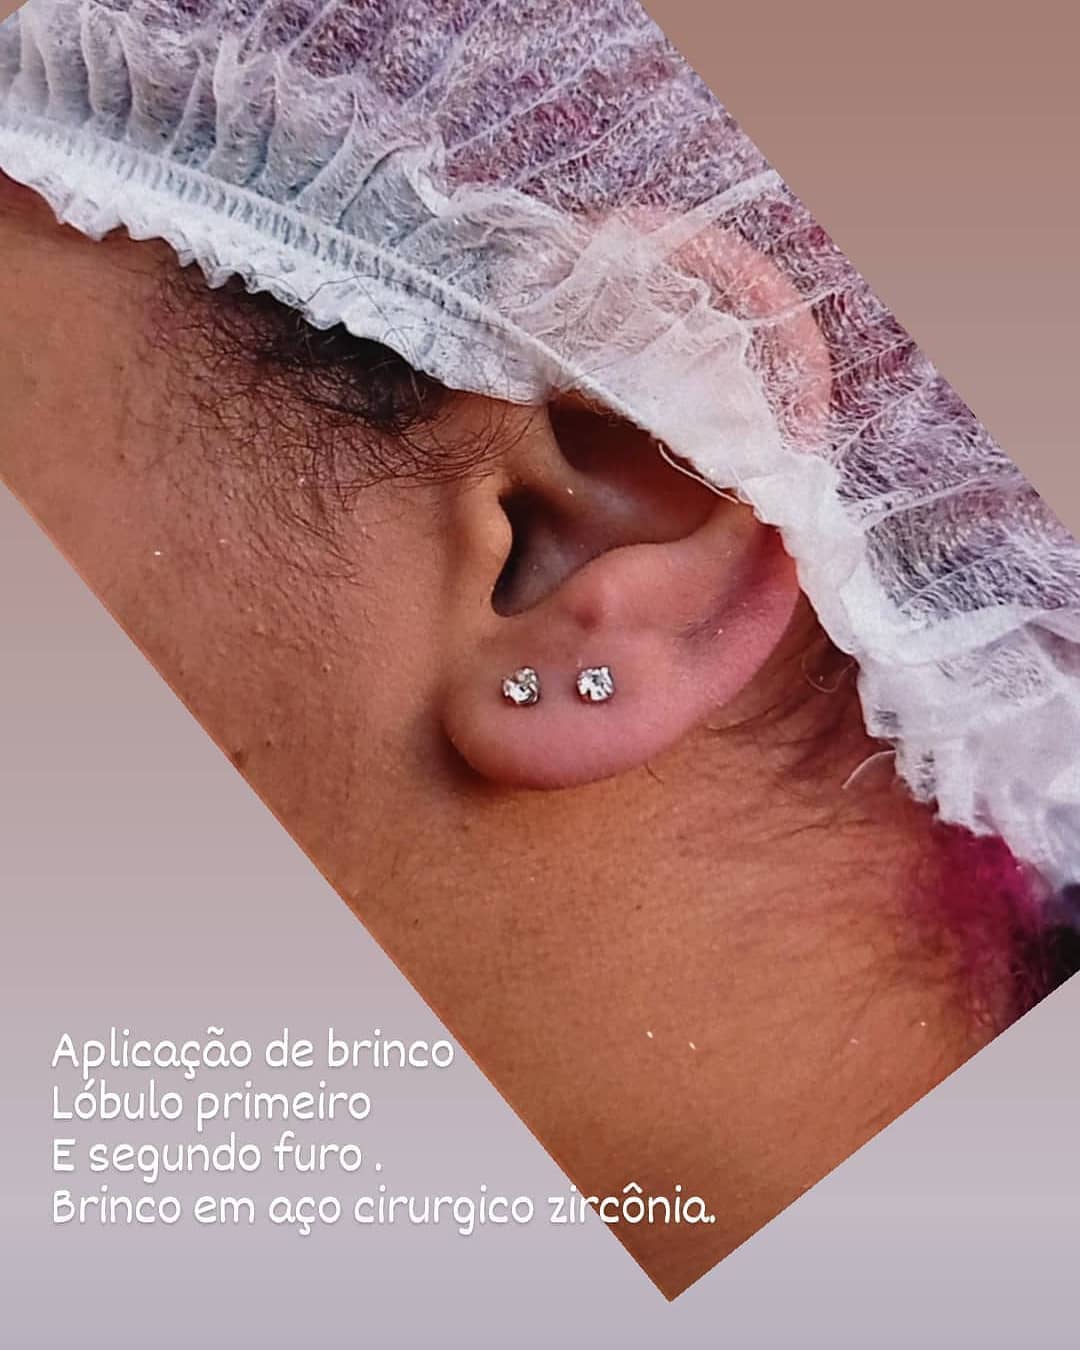 Aplicação de brinco
Lóbulo primeiro
E segundo furo .
Brinco em aço cirurgico zircônia.